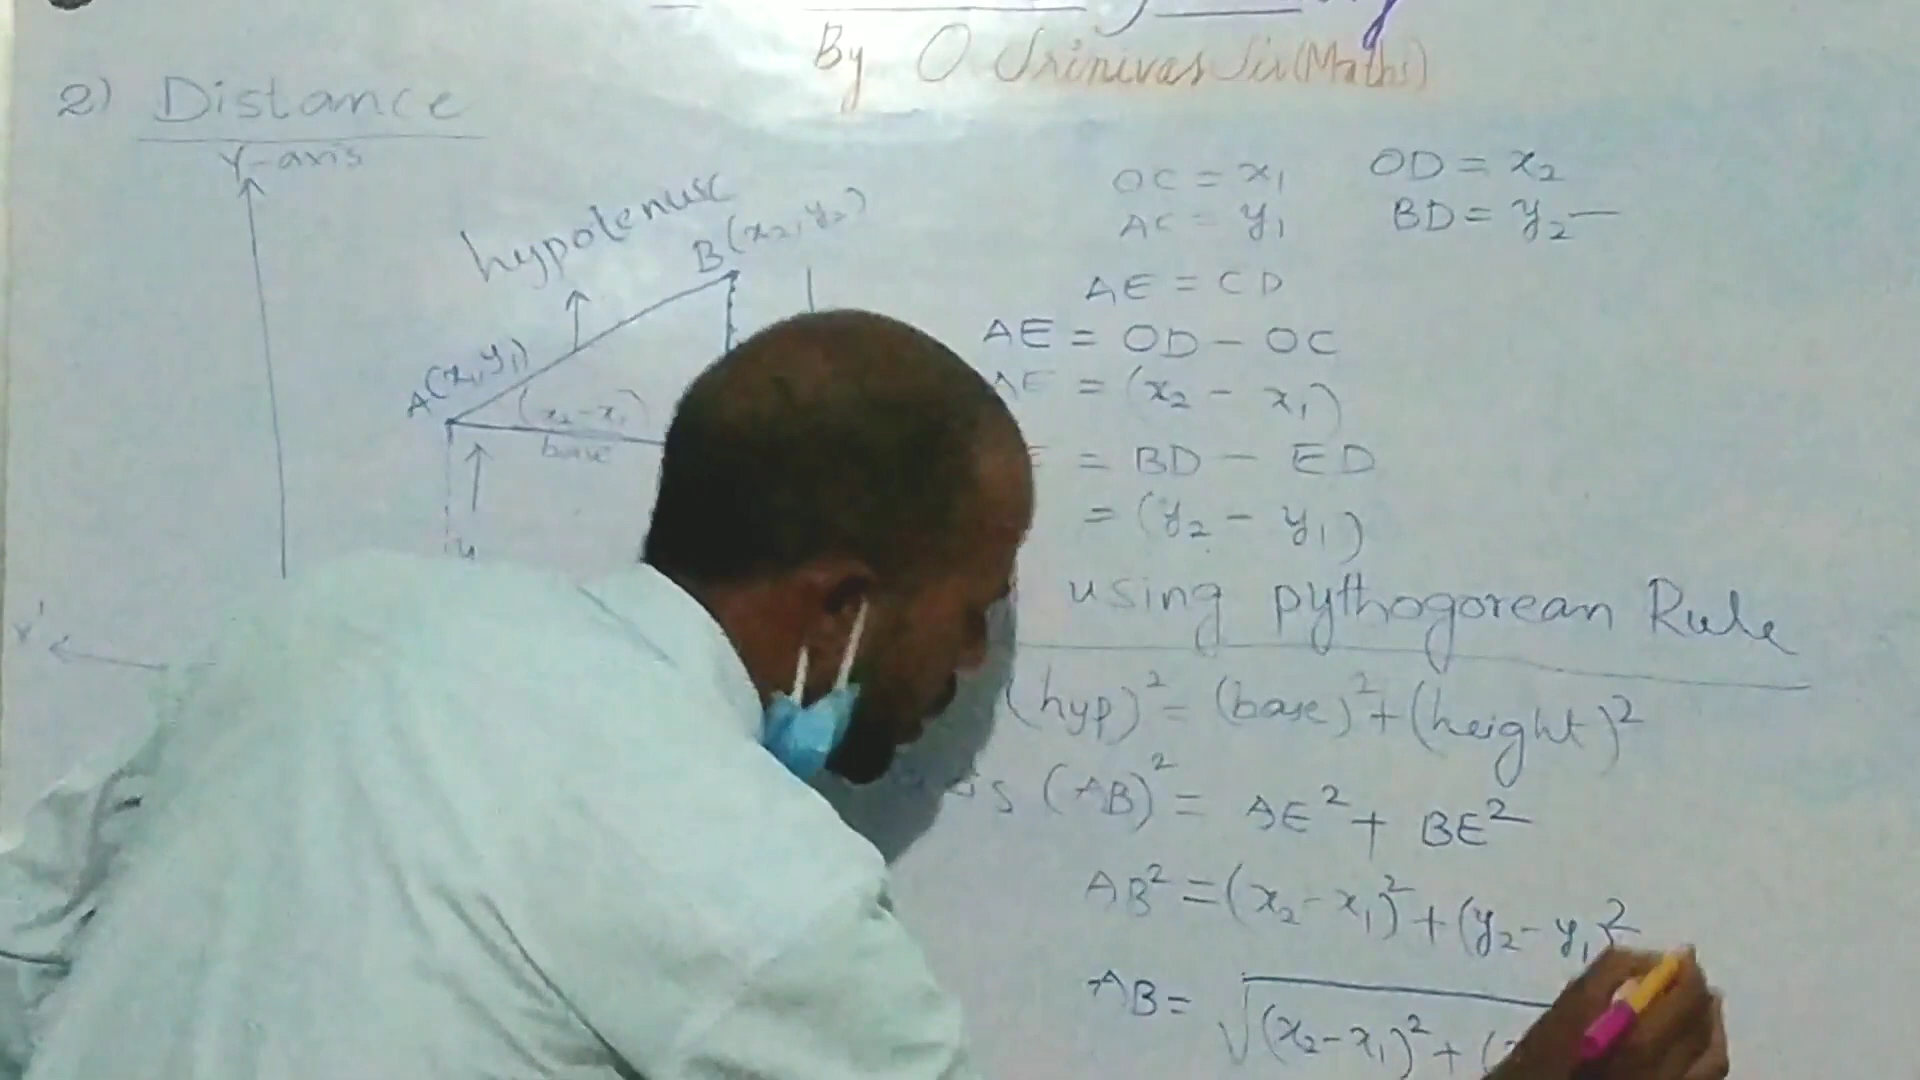 By O Srinivas Sir (Maths)
2) Distance
Y-axis
hypotenuse
B(x₂, y₂)
A(x₁, y₁)
(x₂ - x₁)
base
OC = x₁ OD = x₂
AC = y₁ BD = y₂
AE = CD
AE = OD - OC
AE = (x₂ - x₁)
= BD - ED
= (y₂ - y₁)
using pythogorean Rule
(hyp)² = (base)² + (height)²
(AB)² = AE² + BE²
AB² = (x₂ - x₁)² + (y₂ - y₁)²
AB = √(x₂ - x₁)² + (